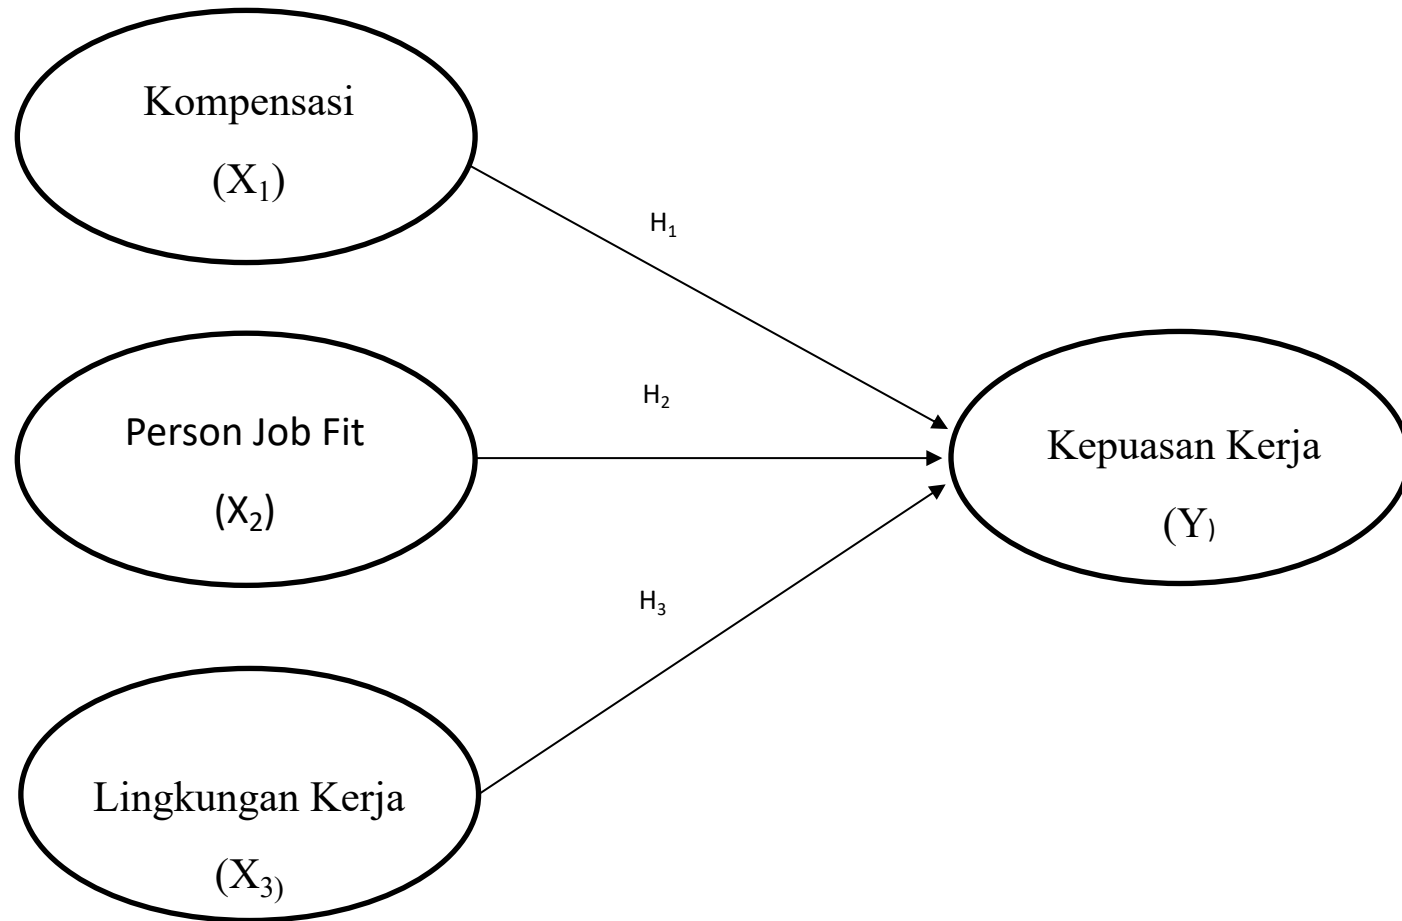 Kompensasi
(X₁)
H₁
Person Job Fit
(X₂)
H₂
Kepuasan Kerja
(Y)
H₃
Lingkungan Kerja
(X₃)